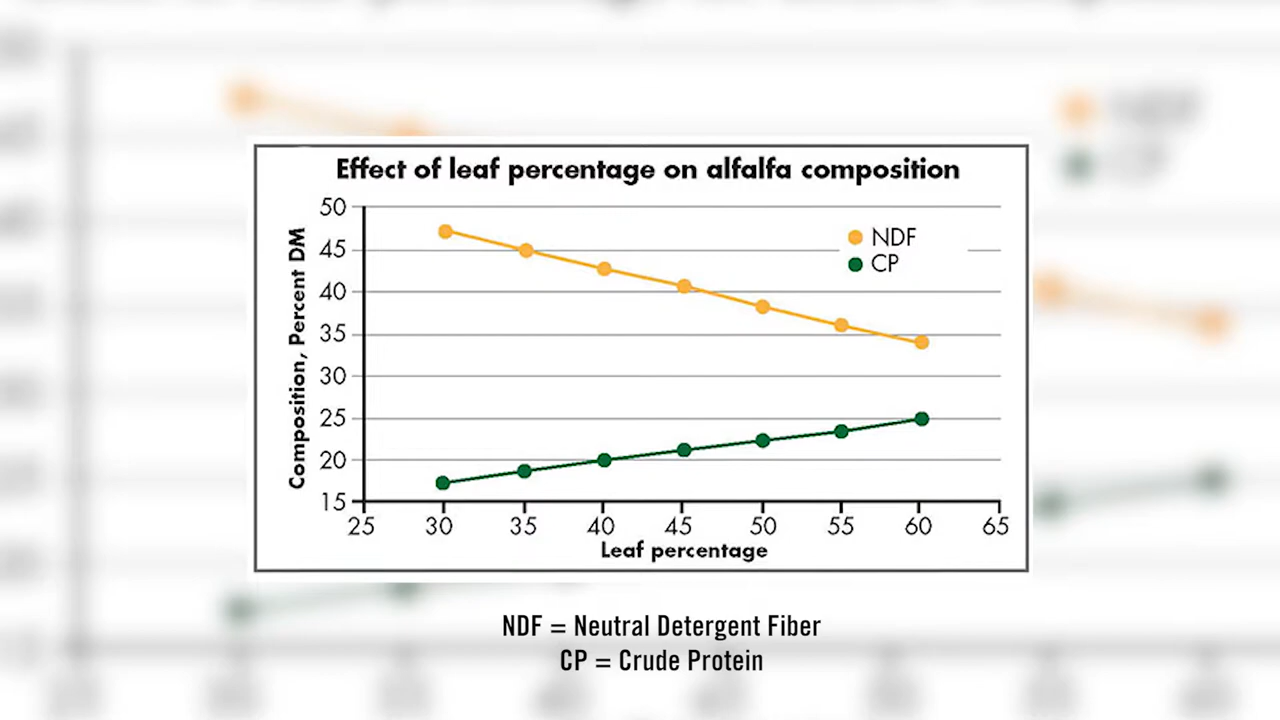 Effect of leaf percentage on alfalfa composition
Composition, Percent DM
50
45
40
35
30
25
20
15
NDF
CP
25 30 35 40 45 50 55 60 65
Leaf percentage
NDF = Neutral Detergent Fiber
CP = Crude Protein